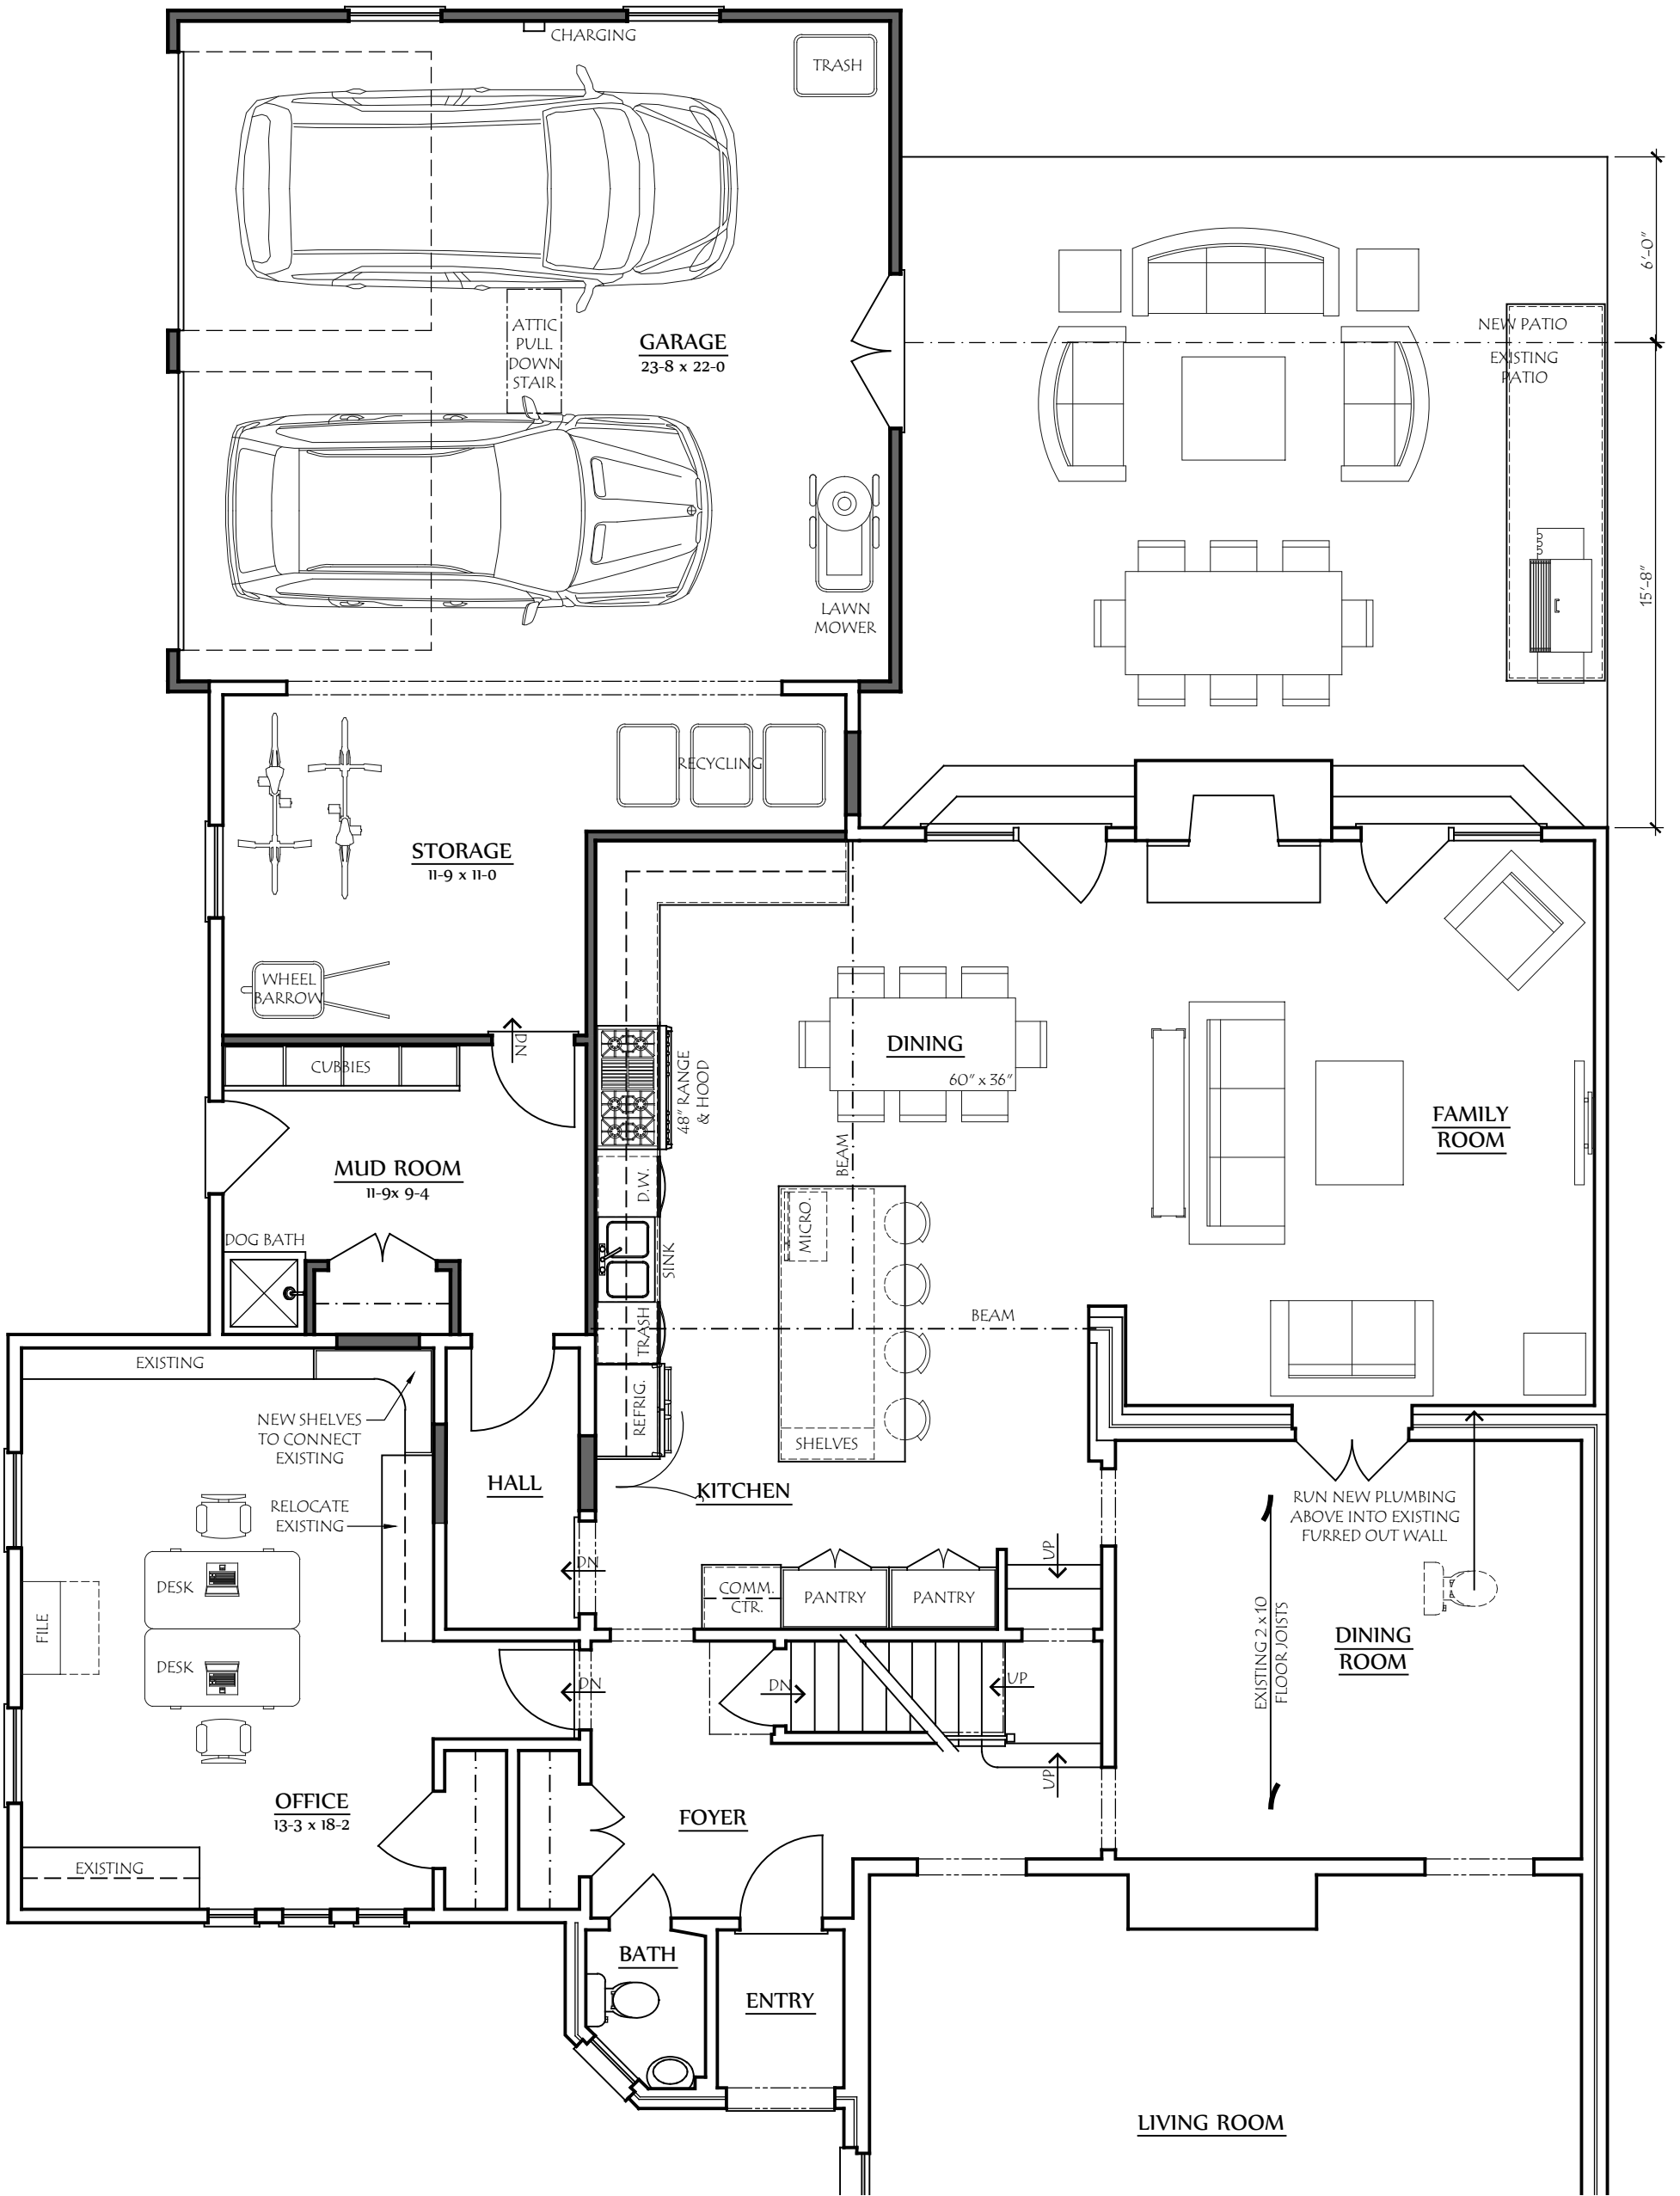 CHARGING
TRASH
ATTIC
PULL
DOWN
STAIR
GARAGE
23-8 x 22-0
NEW PATIO
EXISTING
PATIO
6'-0"
15'-8"
LAWN
MOWER
RECYCLING
STORAGE
11-9 x 11-0
WHEEL
BARROW
DN
CUBBIES
48" RANGE
& HOOD
DINING
60" x 36"
BEAM
FAMILY
ROOM
MUD ROOM
11-9x 9-4
D.W.
MICRO.
DOG BATH
SINK
TRASH
BEAM
EXISTING
REFRIG.
NEW SHELVES
TO CONNECT
EXISTING
SHELVES
HALL
KITCHEN
RELOCATE
EXISTING
RUN NEW PLUMBING
ABOVE INTO EXISTING
FURRED OUT WALL
DN
UP
DESK
COMM.
CTR.
PANTRY
PANTRY
FILE
EXISTING 2 x 10
FLOOR JOISTS
DINING
ROOM
DESK
DN
DN
UP
UP
OFFICE
13-3 x 18-2
FOYER
EXISTING
BATH
ENTRY
LIVING ROOM